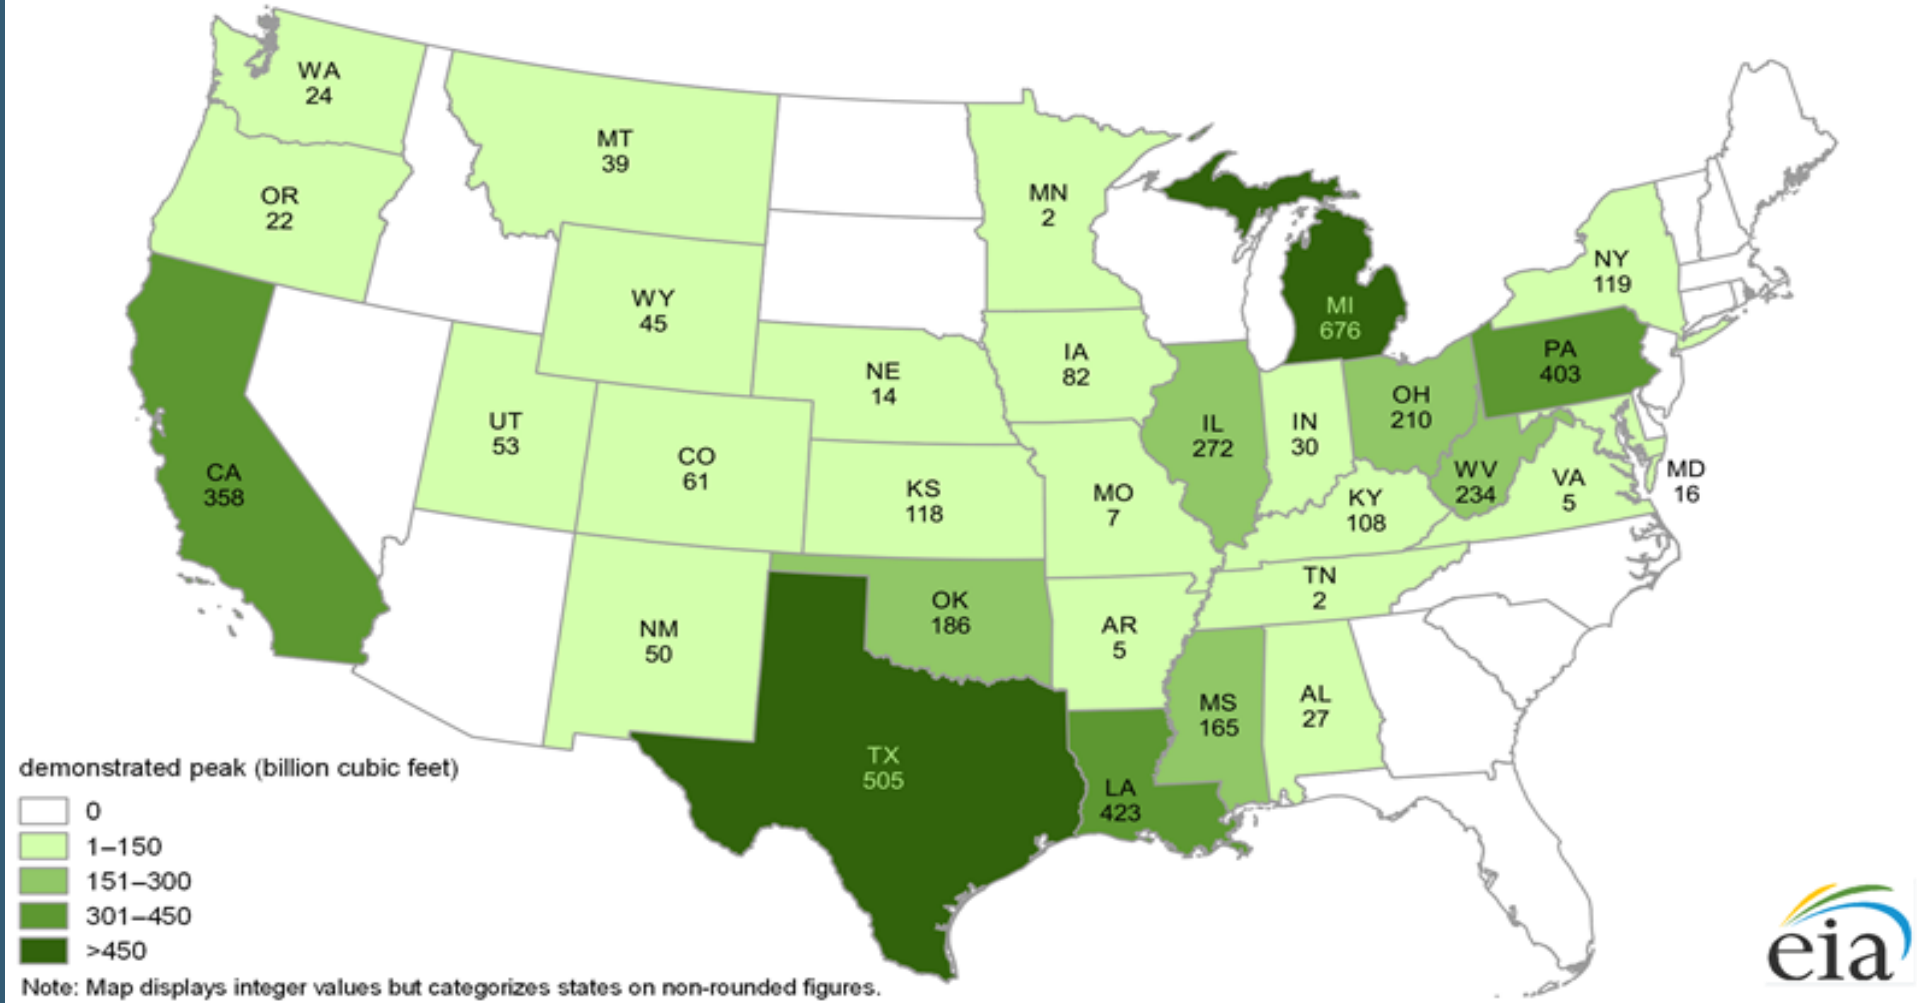 WA
24
MT
39
OR
22
MN
2
NY
119
WY
45
MI
676
IA
82
PA
403
NE
14
OH
210
UT
53
IL
272
IN
30
CO
61
CA
358
KS
118
MO
7
WV
234
VA
5
MD
16
KY
108
TN
2
OK
186
NM
50
AR
5
MS
165
AL
27
TX
505
LA
423
demonstrated peak (billion cubic feet)
0
1–150
151–300
301–450
>450
Note: Map displays integer values but categorizes states on non-rounded figures.
eia